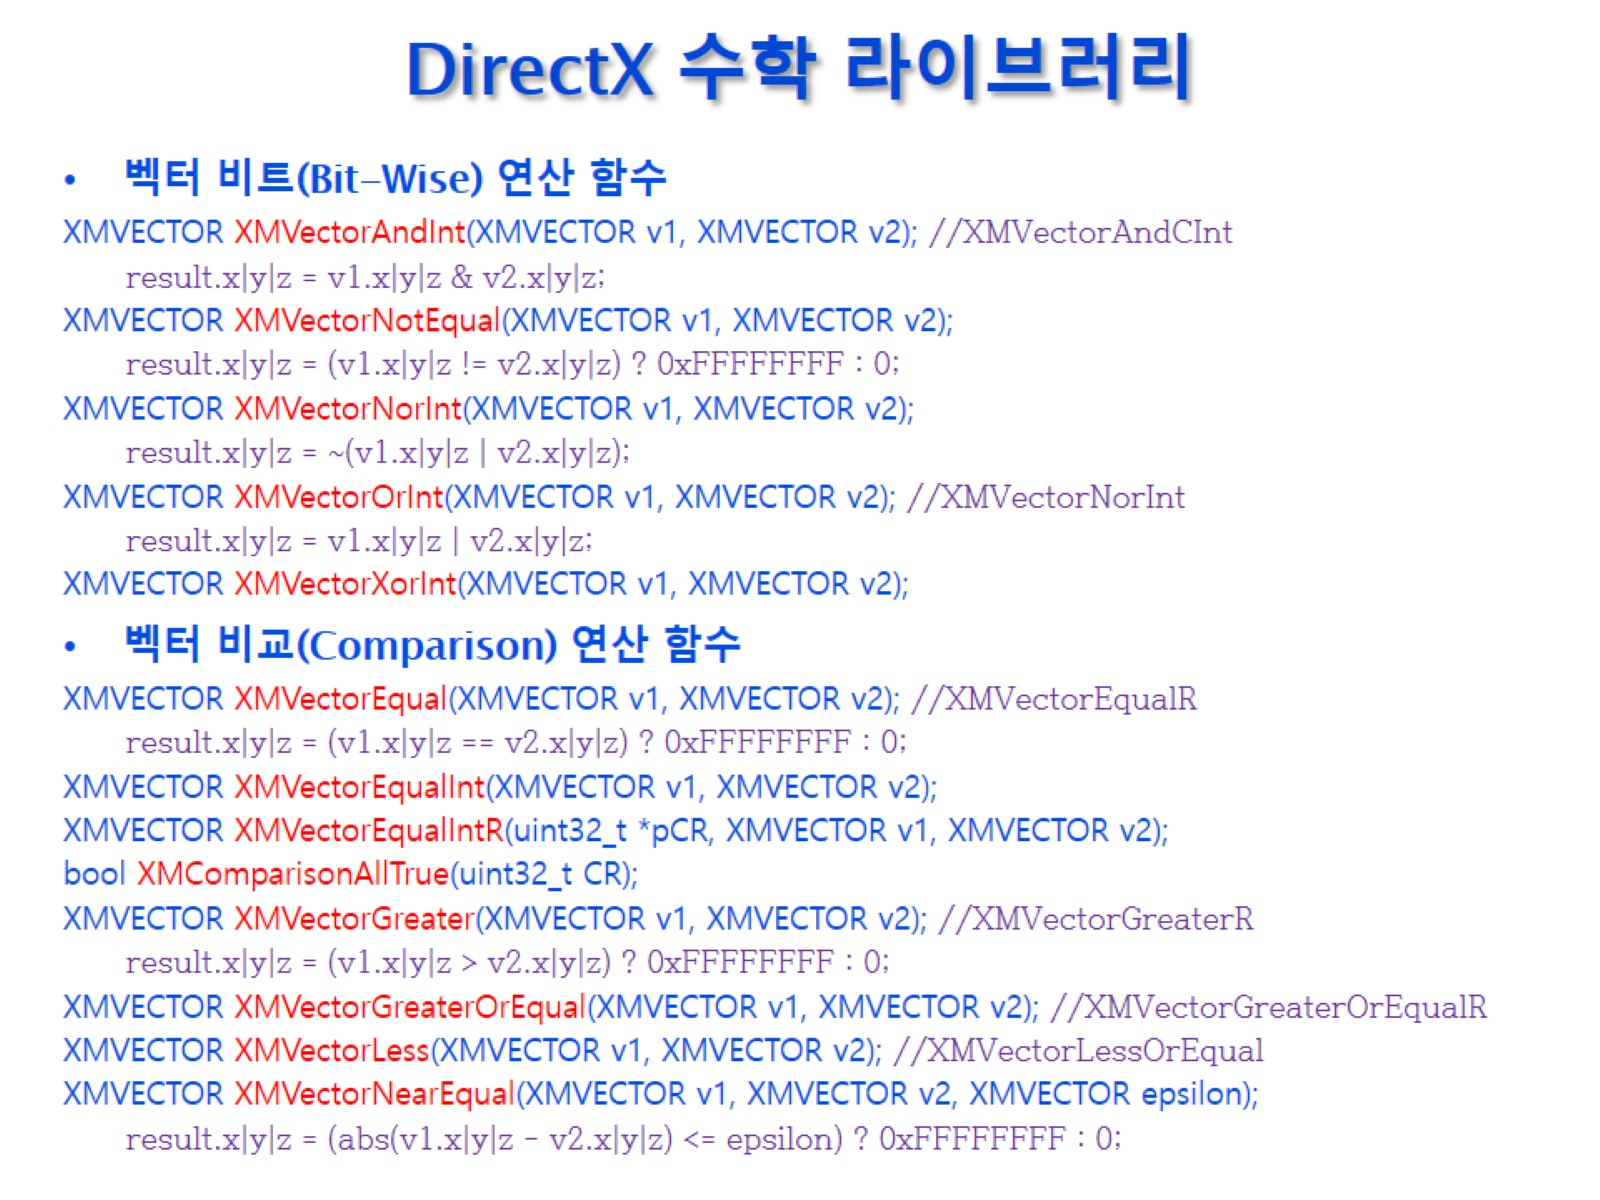 DirectX 수학 라이브러리
• 벡터 비트(Bit-Wise) 연산 함수
XMVECTOR XMVectorAndInt(XMVECTOR v1, XMVECTOR v2); //XMVectorAndCInt
result.x|y|z = v1.x|y|z & v2.x|y|z;
XMVECTOR XMVectorNotEqual(XMVECTOR v1, XMVECTOR v2);
result.x|y|z = (v1.x|y|z != v2.x|y|z) ? 0xFFFFFFFF : 0;
XMVECTOR XMVectorNorInt(XMVECTOR v1, XMVECTOR v2);
result.x|y|z = ~(v1.x|y|z | v2.x|y|z);
XMVECTOR XMVectorOrInt(XMVECTOR v1, XMVECTOR v2); //XMVectorNorInt
result.x|y|z = v1.x|y|z | v2.x|y|z;
XMVECTOR XMVectorXorInt(XMVECTOR v1, XMVECTOR v2);
• 벡터 비교(Comparison) 연산 함수
XMVECTOR XMVectorEqual(XMVECTOR v1, XMVECTOR v2); //XMVectorEqualR
result.x|y|z = (v1.x|y|z == v2.x|y|z) ? 0xFFFFFFFF : 0;
XMVECTOR XMVectorEqualInt(XMVECTOR v1, XMVECTOR v2);
XMVECTOR XMVectorEqualIntR(uint32_t *pCR, XMVECTOR v1, XMVECTOR v2);
bool XMComparisonAllTrue(uint32_t CR);
XMVECTOR XMVectorGreater(XMVECTOR v1, XMVECTOR v2); //XMVectorGreaterR
result.x|y|z = (v1.x|y|z > v2.x|y|z) ? 0xFFFFFFFF : 0;
XMVECTOR XMVectorGreaterOrEqual(XMVECTOR v1, XMVECTOR v2); //XMVectorGreaterOrEqualR
XMVECTOR XMVectorLess(XMVECTOR v1, XMVECTOR v2); //XMVectorLessOrEqual
XMVECTOR XMVectorNearEqual(XMVECTOR v1, XMVECTOR v2, XMVECTOR epsilon);
result.x|y|z = (abs(v1.x|y|z - v2.x|y|z) <= epsilon) ? 0xFFFFFFFF : 0;